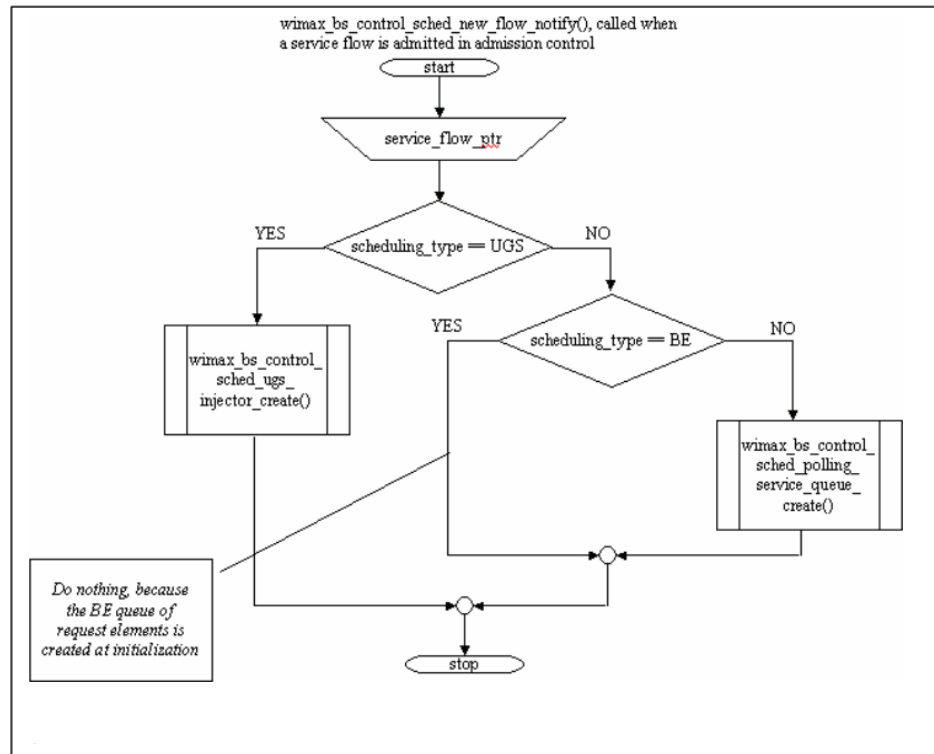 wimax_bs_control_sched_new_flow_notify(), called when
a service flow is admitted in admission control
start
service_flow_ptr
YES
scheduling_type == UGS
NO
YES
scheduling_type == BE
NO
wimax_bs_control_
sched_ugs_
injector_create()
wimax_bs_control_
sched_polling_
service_queue_
create()
Do nothing, because
the BE queue of
request elements is
created at initialization
stop